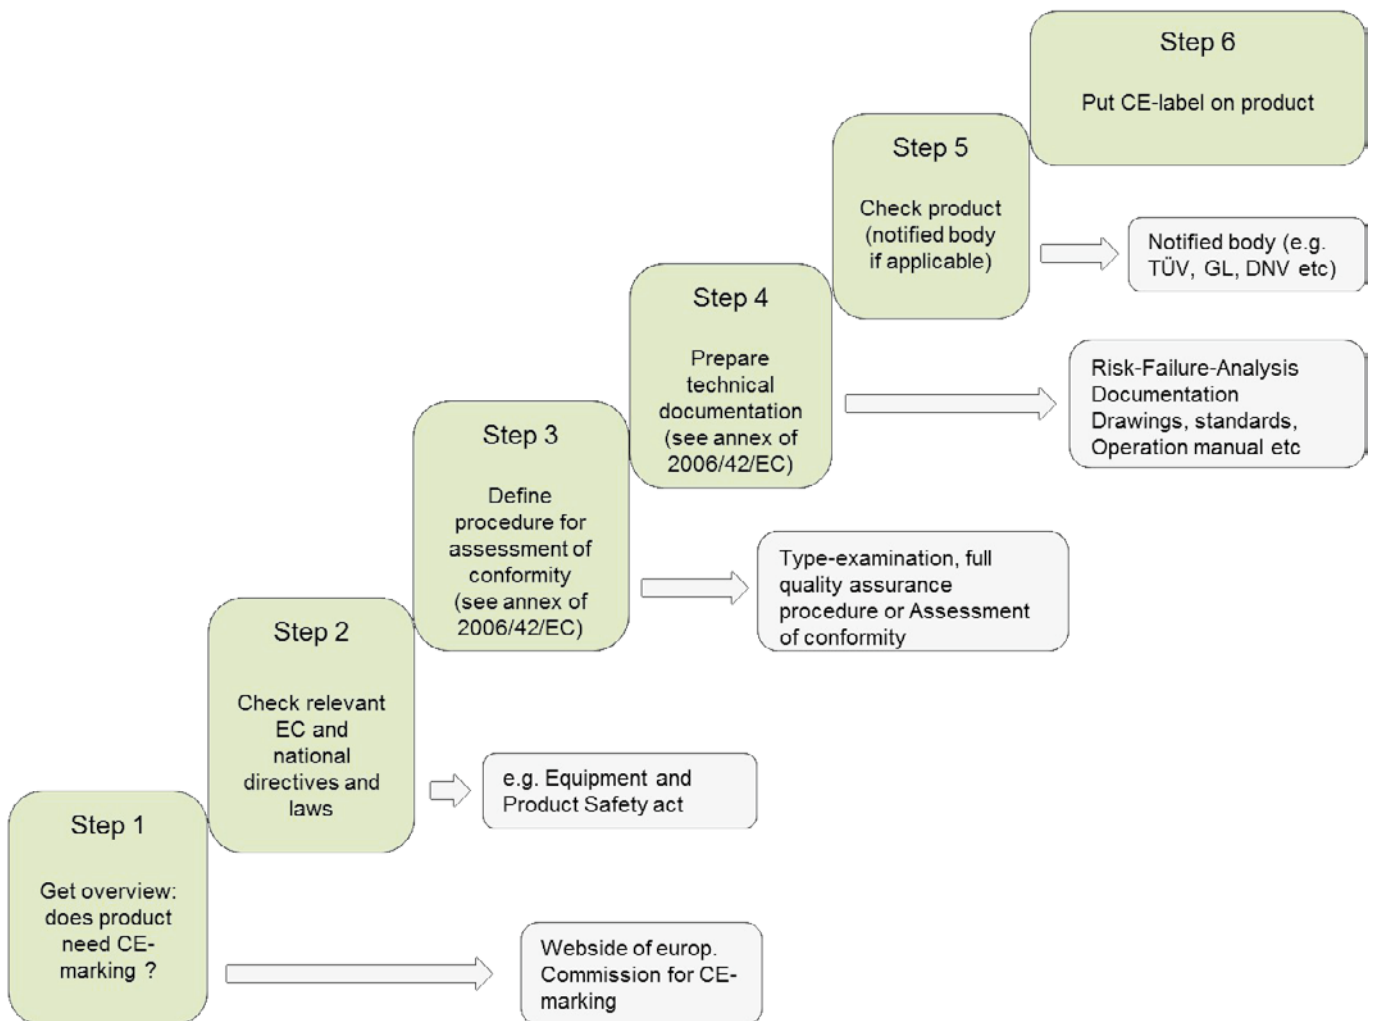 Step 6
Put CE-label on product
Step 5
Check product
(notified body
if applicable)
Notified body (e.g.
TÜV, GL, DNV etc)
Step 4
Prepare
technical
documentation
(see annex of
2006/42/EC)
Risk-Failure-Analysis
Documentation
Drawings, standards,
Operation manual etc
Step 3
Define
procedure for
assessment of
conformity
(see annex of
2006/42/EC)
Type-examination, full
quality assurance
procedure or Assessment
of conformity
Step 2
Check relevant
EC and
national
directives and
laws
e.g. Equipment and
Product Safety act
Step 1
Get overview:
does product
need CE-
marking ?
Webside of europ.
Commission for CE-
marking